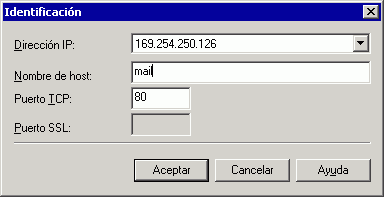 Identificación
Dirección IP: 169.254.250.126
Nombre de host: mail
Puerto TCP: 80
Puerto SSL:
Aceptar Cancelar Ayuda